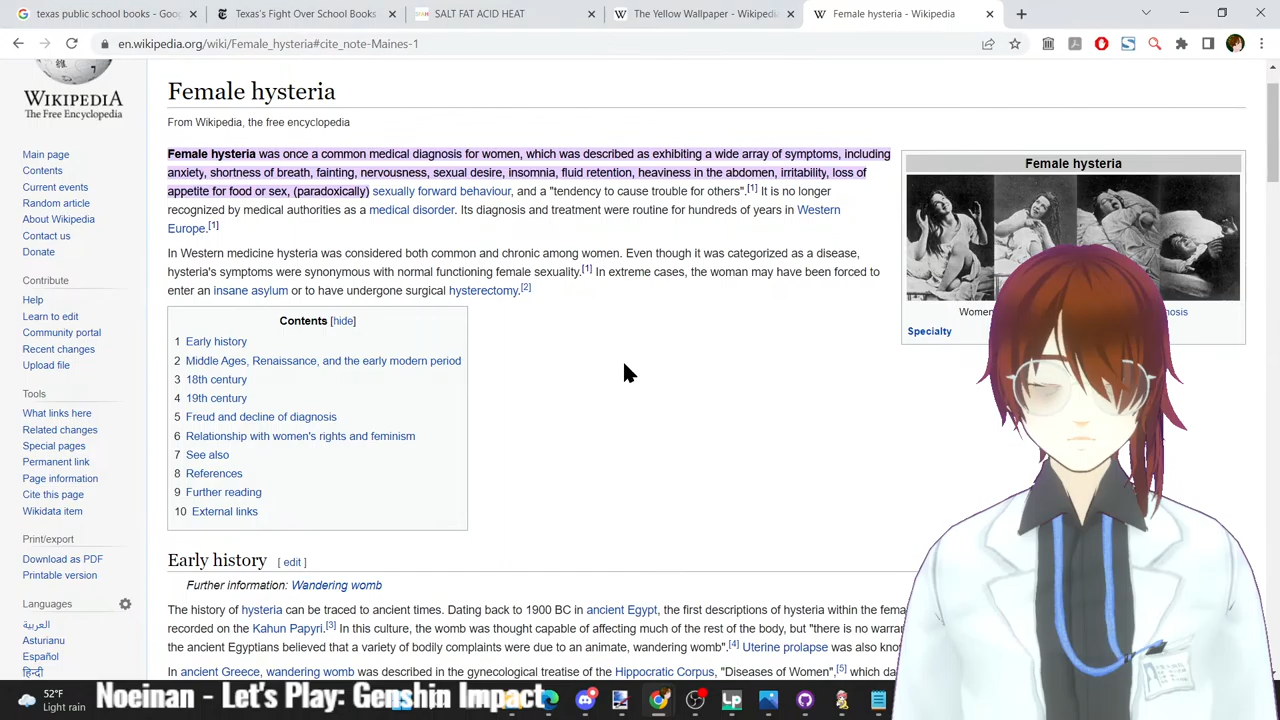 texas public school books - Goo
Texas's Fight Over School Books
SALT FAT ACID HEAT
The Yellow Wallpaper - Wikipedia
Female hysteria - Wikipedia
en.wikipedia.org/wiki/Female_hysteria#cite_note-Maines-1
WIKIPEDIA
The Free Encyclopedia
Main page
Contents
Current events
Random article
About Wikipedia
Contact us
Donate
Contribute
Help
Learn to edit
Community portal
Recent changes
Upload file
Tools
What links here
Related changes
Special pages
Permanent link
Page information
Cite this page
Wikidata item
Print/export
Download as PDF
Printable version
Languages
العربية
Asturianu
Español
हिन्दी
Female hysteria
From Wikipedia, the free encyclopedia
Female hysteria was once a common medical diagnosis for women, which was described as exhibiting a wide array of symptoms, including
anxiety, shortness of breath, fainting, nervousness, sexual desire, insomnia, fluid retention, heaviness in the abdomen, irritability, loss of
appetite for food or sex, (paradoxically) sexually forward behaviour, and a "tendency to cause trouble for others".[1] It is no longer
recognized by medical authorities as a medical disorder. Its diagnosis and treatment were routine for hundreds of years in Western
Europe.[1]
In Western medicine hysteria was considered both common and chronic among women. Even though it was categorized as a disease,
hysteria's symptoms were synonymous with normal functioning female sexuality.[1] In extreme cases, the woman may have been forced to
enter an insane asylum or to have undergone surgical hysterectomy.[2]
Contents [hide]
1 Early history
2 Middle Ages, Renaissance, and the early modern period
3 18th century
4 19th century
5 Freud and decline of diagnosis
6 Relationship with women's rights and feminism
7 See also
8 References
9 Further reading
10 External links
Female hysteria
Women
nosis
Specialty
Early history [ edit ]
Further information: Wandering womb
The history of hysteria can be traced to ancient times. Dating back to 1900 BC in ancient Egypt, the first descriptions of hysteria within the fema
recorded on the Kahun Papyri.[3] In this culture, the womb was thought capable of affecting much of the rest of the body, but "there is no warran
the ancient Egyptians believed that a variety of bodily complaints were due to an animate, wandering womb".[4] Uterine prolapse was also kno
In ancient Greece, wandering womb was described in the gynecological treatise of the Hippocratic Corpus, "Diseases of Women",[5] which da
52°F
Light rain
Noeinan - Let's Play: Genshin Impact